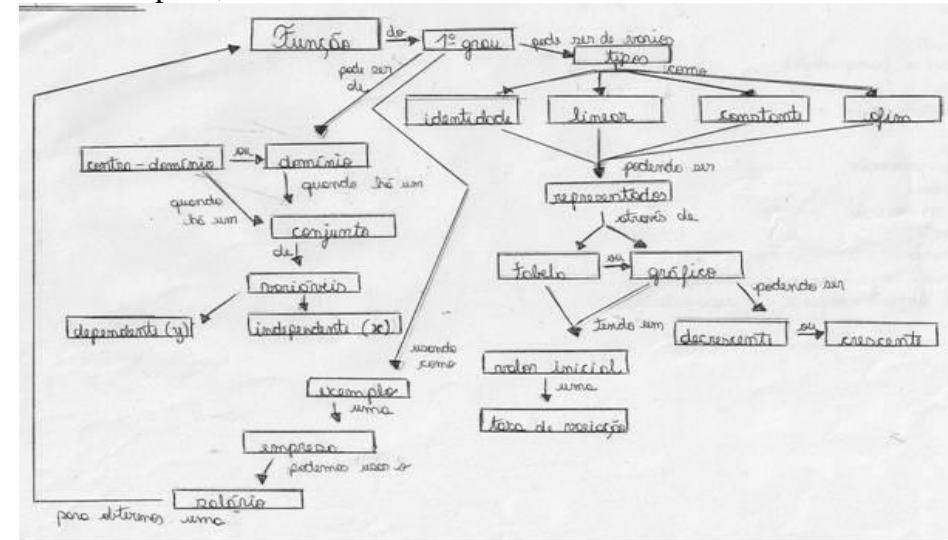 Função do 1º grau pode ser de varios
tipos
como
pode ser
de
identidade linear constante afim
contra-domínio ou domínio
podendo ser
quando há um
representados
quando
há um
através de
conjunto
de
tabela ou gráfico
variáveis
podendo ser
dependente (y) independente (x)
tendo um
decrescente ou crescente
usando
como
valor inicial
uma
exemplo
uma
taxa de variação
empresa
podemos usar o
salário
para obtermos uma